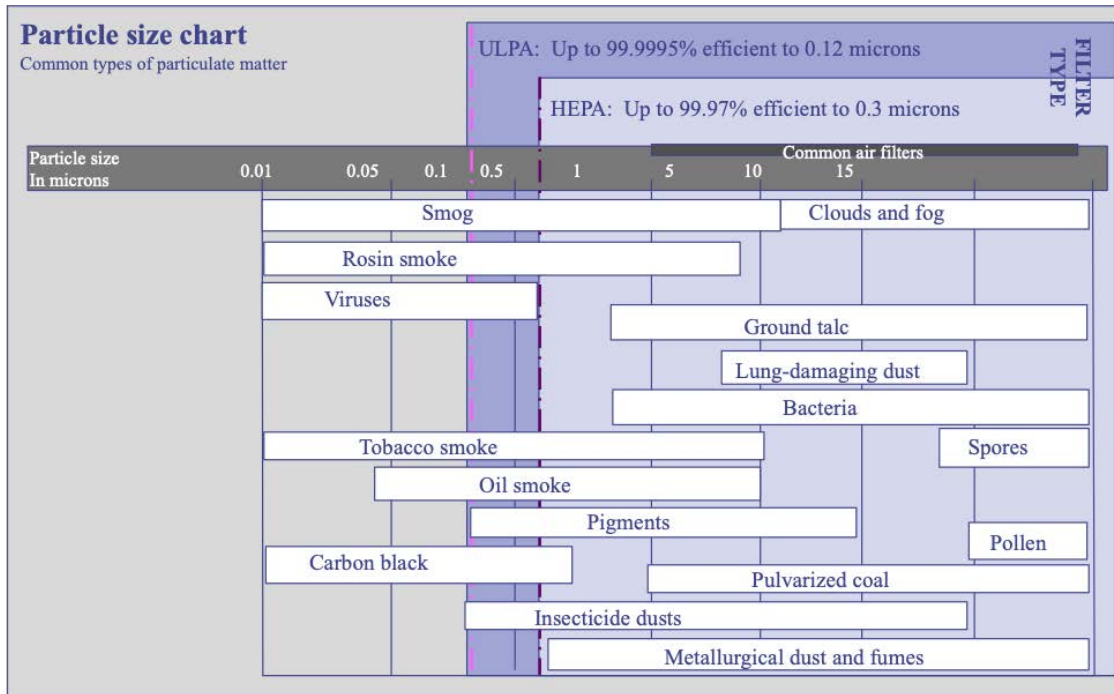 Particle size chart
Common types of particulate matter
ULPA: Up to 99.9995% efficient to 0.12 microns
FILTER
TYPE
HEPA: Up to 99.97% efficient to 0.3 microns
Common air filters
Particle size
In microns
0.01 0.05 0.1 0.5 1 5 10 15
Smog
Clouds and fog
Rosin smoke
Viruses
Ground talc
Lung-damaging dust
Bacteria
Tobacco smoke
Spores
Oil smoke
Pigments
Pollen
Carbon black
Pulvarized coal
Insecticide dusts
Metallurgical dust and fumes